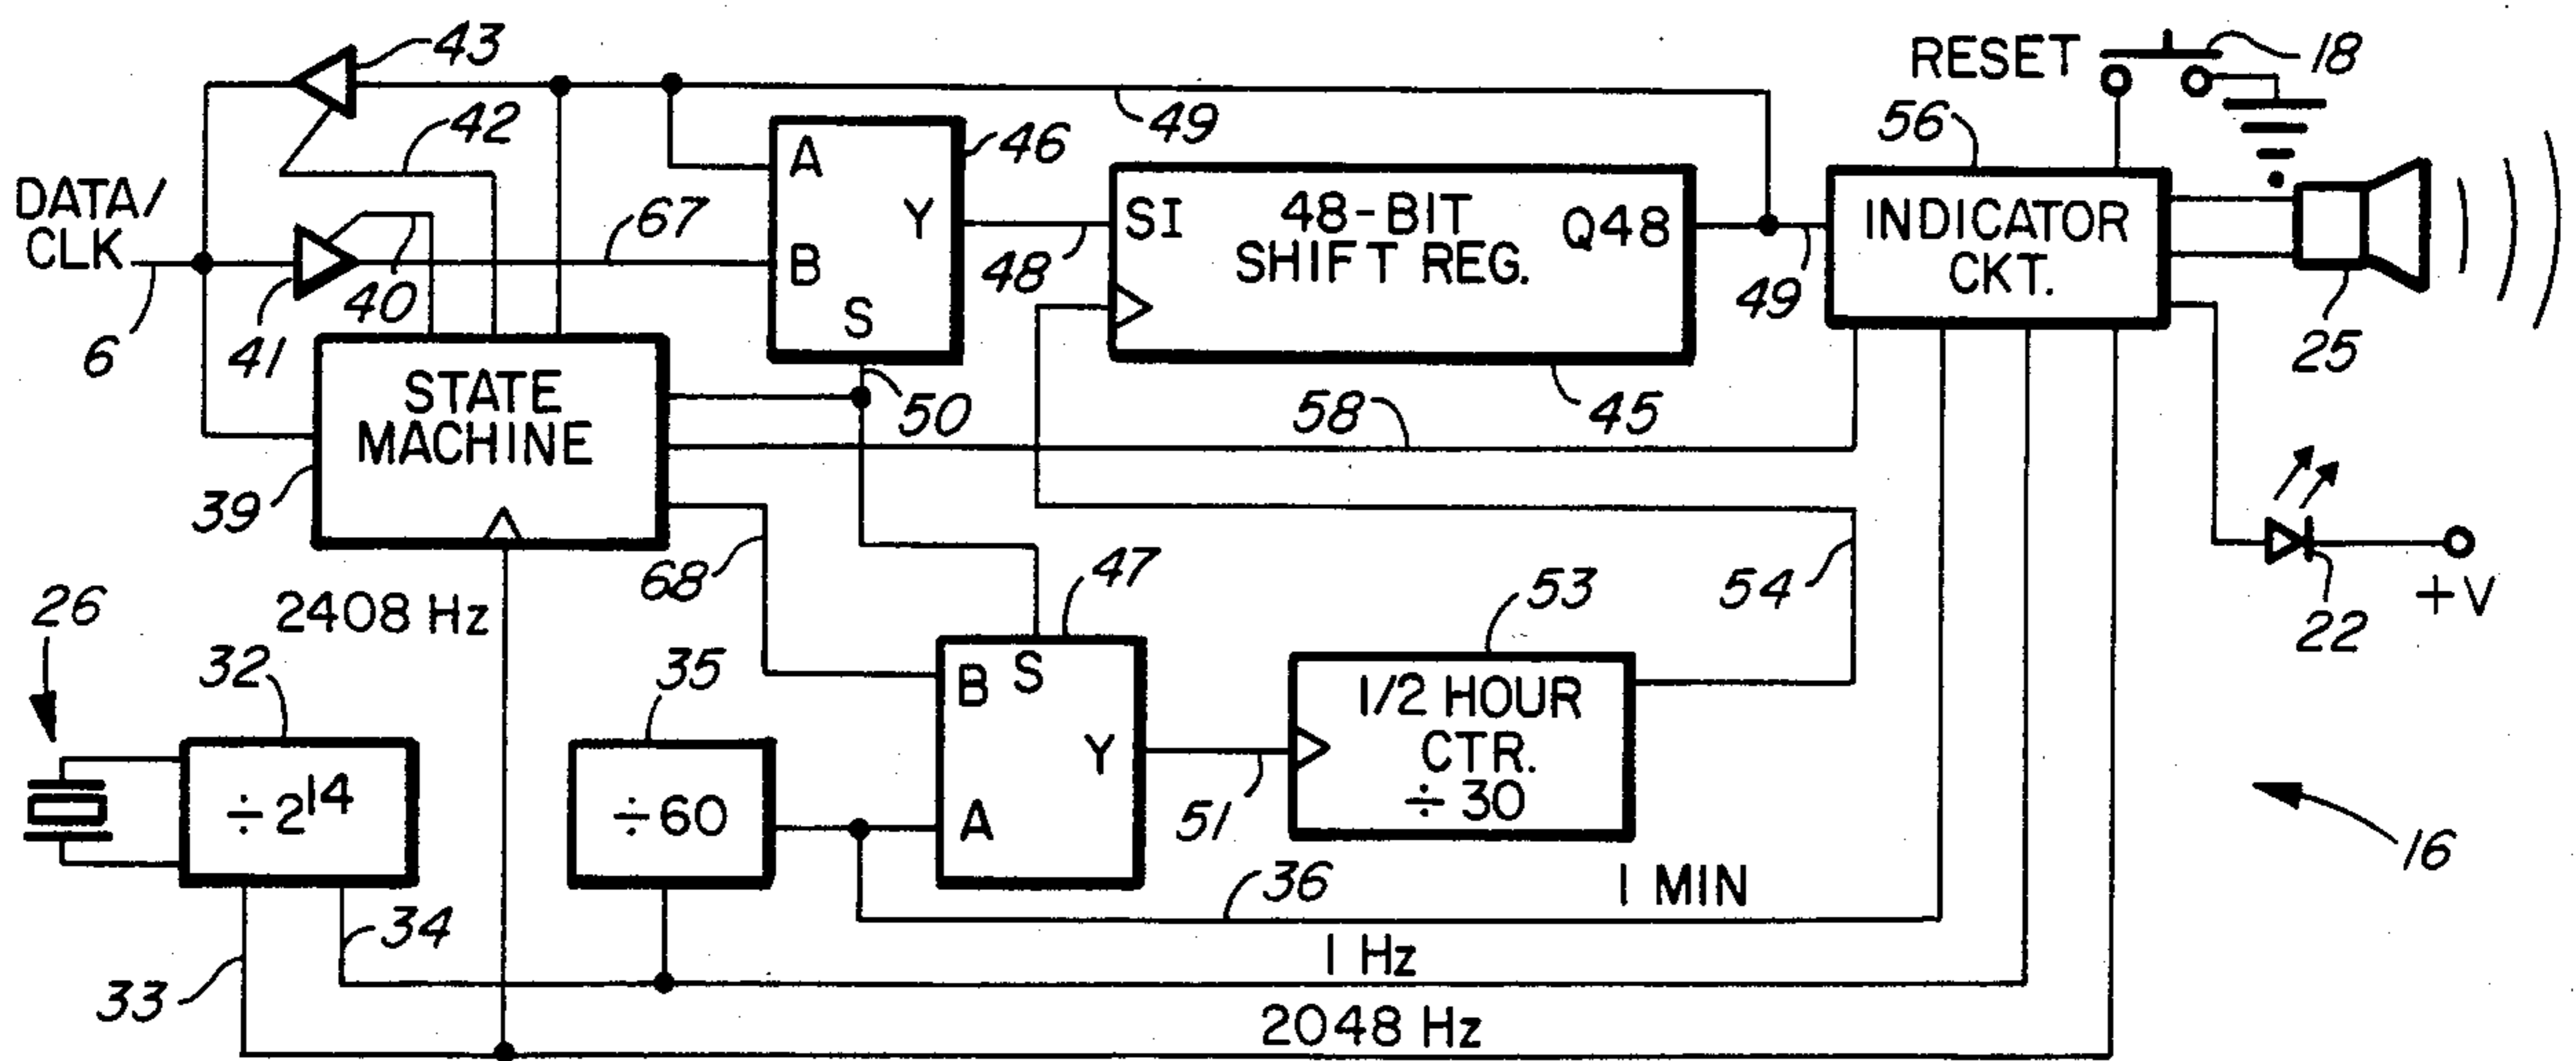 43
RESET
18
42
49
56
DATA/
CLK
46
A
Y
B
S
67
48
SI
48-BIT
SHIFT REG.
Q48
49
INDICATOR
CKT.
25
6
41
40
STATE
MACHINE
50
58
45
39
68
47
54
+V
22
26
2408 Hz
32
35
53
B
S
Y
A
1/2 HOUR
CTR.
÷ 30
÷2¹⁴
÷60
51
16
36
1 MIN
34
1 Hz
33
2048 Hz